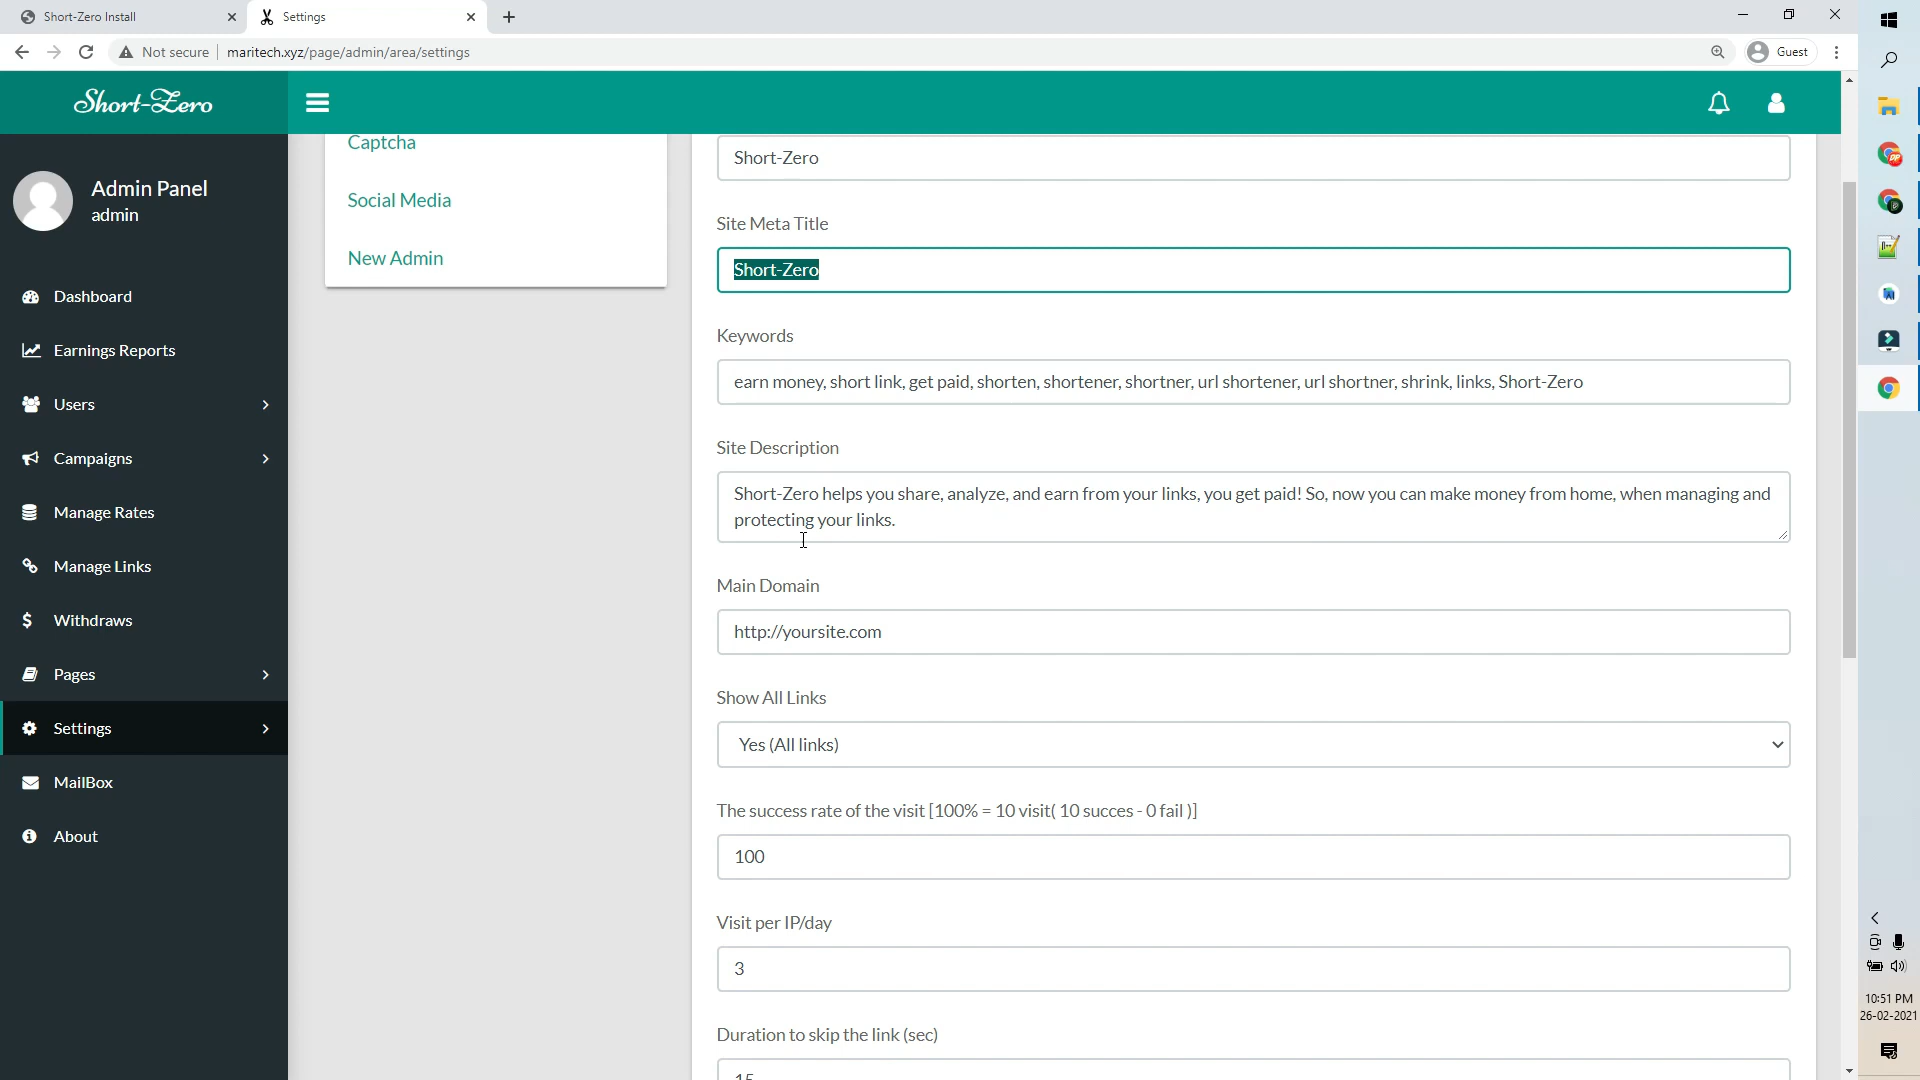 Short-Zero Install
Settings
Not secure
maritech.xyz/page/admin/area/settings
Guest
Short-Zero
Admin Panel
admin
Dashboard
Earnings Reports
Users
Campaigns
Manage Rates
Manage Links
Withdraws
Pages
Settings
MailBox
About
Captcha
Social Media
New Admin
Short-Zero
Site Meta Title
Short-Zero
Keywords
earn money, short link, get paid, shorten, shortener, shortner, url shortener, url shortner, shrink, links, Short-Zero
Site Description
Short-Zero helps you share, analyze, and earn from your links, you get paid! So, now you can make money from home, when managing and
protecting your links.
Main Domain
http://yoursite.com
Show All Links
Yes (All links)
The success rate of the visit [100% = 10 visit( 10 succes - 0 fail )]
100
Visit per IP/day
3
Duration to skip the link (sec)
15
10:51 PM
26-02-2021